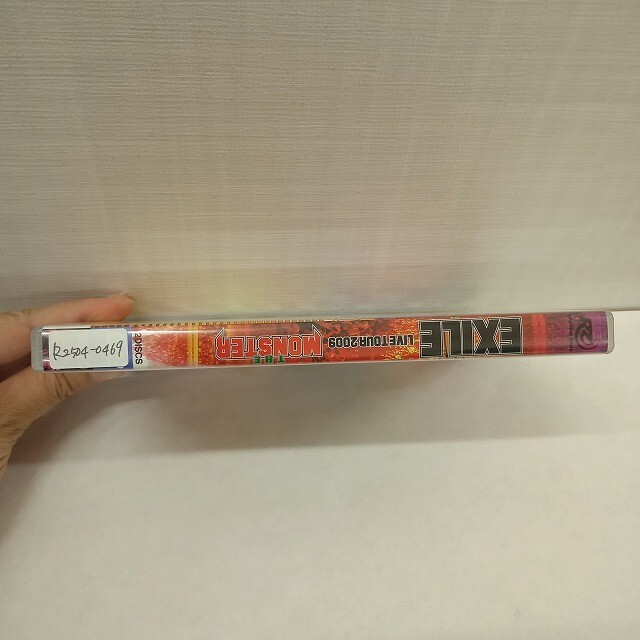 EXILE
LIVE TOUR 2009
THE
MONSTER
2DISCS
R2504-0469